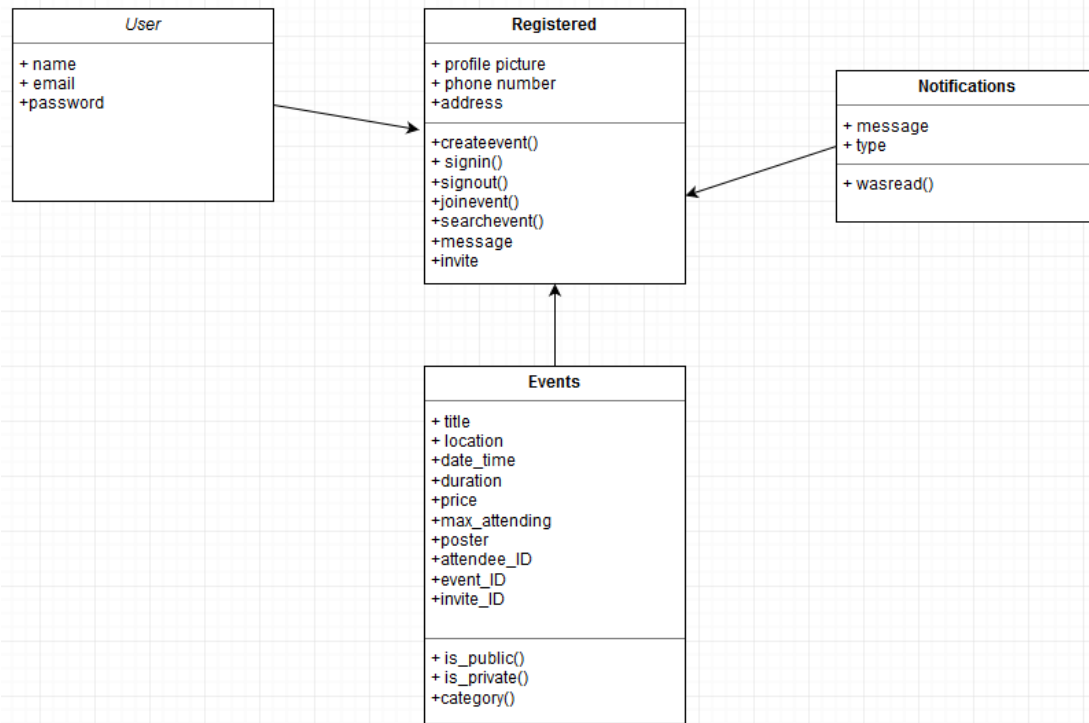 User
+ name
+ email
+password
Registered
+ profile picture
+ phone number
+address
+createevent()
+ signin()
+signout()
+joinevent()
+searchevent()
+message
+invite
Notifications
+ message
+ type
+ wasread()
Events
+ title
+ location
+date_time
+duration
+price
+max_attending
+poster
+attendee_ID
+event_ID
+invite_ID
+ is_public()
+ is_private()
+category()